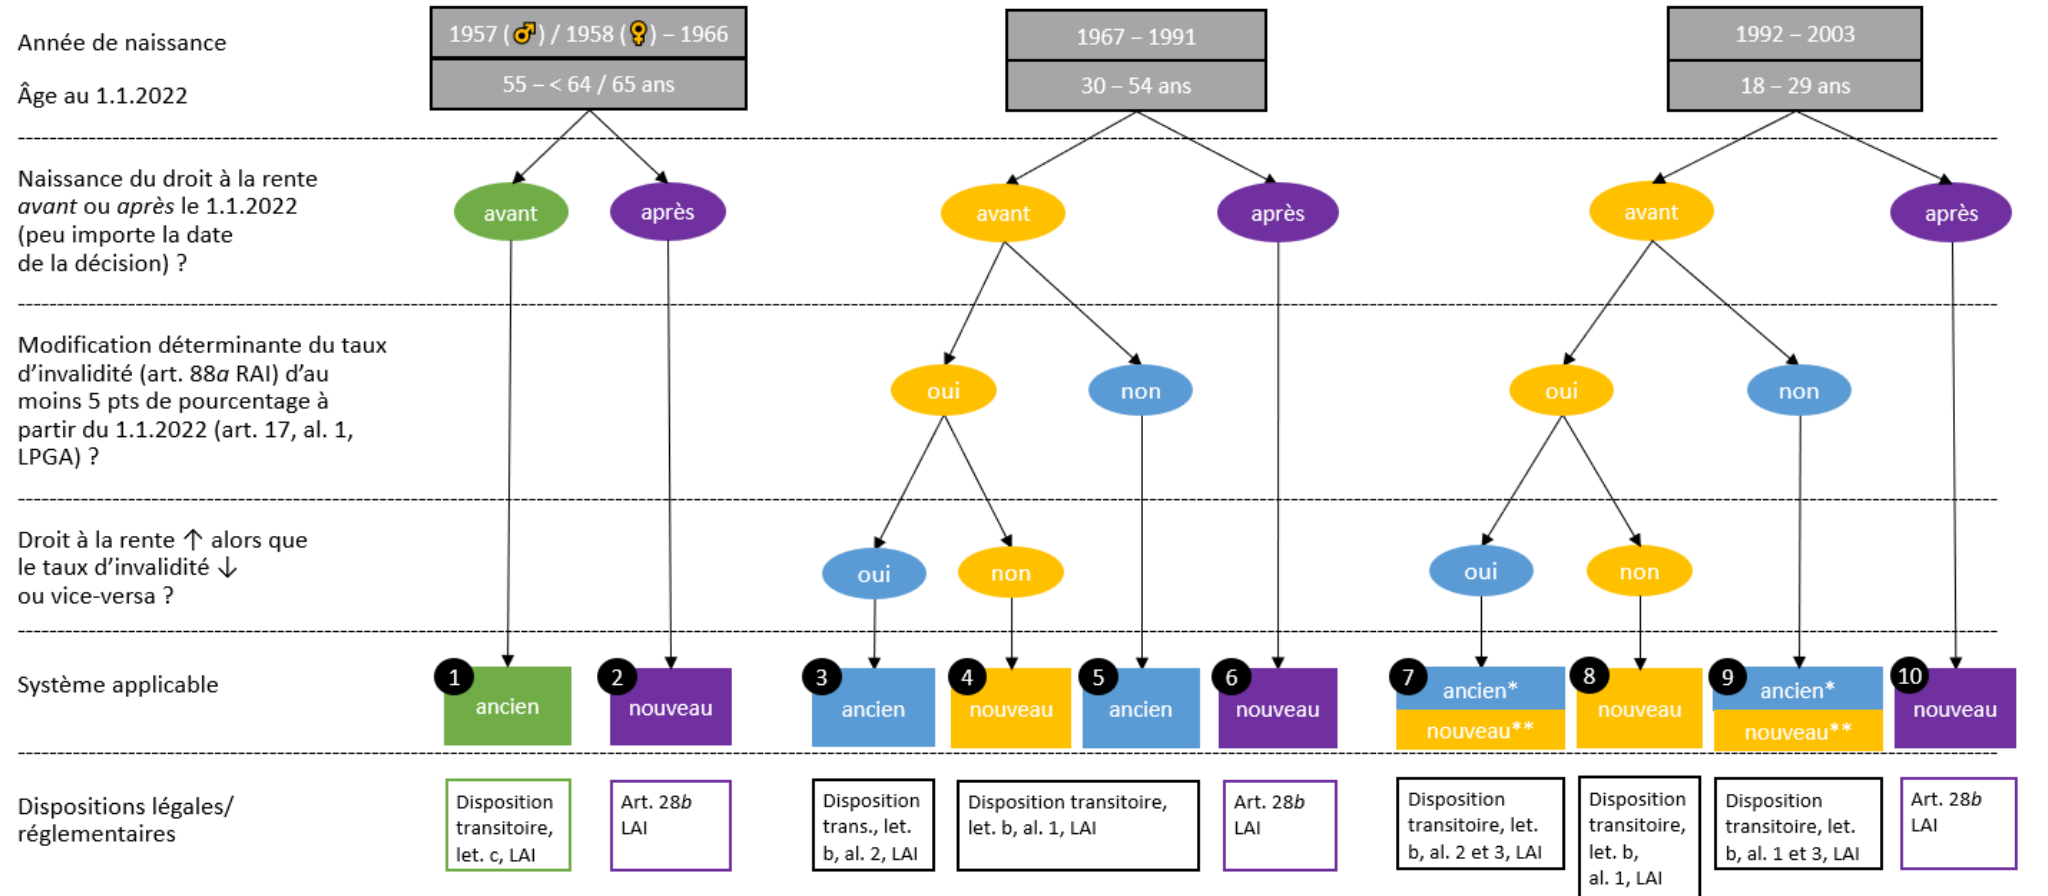 Année de naissance
Âge au 1.1.2022
1957 (♂) / 1958 (♀) – 1966
55 – < 64 / 65 ans
1967 – 1991
30 – 54 ans
1992 – 2003
18 – 29 ans
Naissance du droit à la rente
avant ou après le 1.1.2022
(peu importe la date
de la décision) ?
avant
après
avant
après
avant
après
Modification déterminante du taux
d’invalidité (art. 88a RAI) d’au
moins 5 pts de pourcentage à
partir du 1.1.2022 (art. 17, al. 1,
LPGA) ?
oui
non
oui
non
Droit à la rente ↑ alors que
le taux d’invalidité ↓
ou vice-versa ?
oui
non
oui
non
Système applicable
1
ancien
2
nouveau
3
ancien
4
nouveau
5
ancien
6
nouveau
7
ancien*
nouveau**
8
nouveau
9
ancien*
nouveau**
10
nouveau
Dispositions légales/
réglementaires
Disposition
transitoire,
let. c, LAI
Art. 28b
LAI
Disposition
trans., let.
b, al. 2, LAI
Disposition transitoire,
let. b, al. 1, LAI
Art. 28b
LAI
Disposition
transitoire, let.
b, al. 2 et 3, LAI
Disposition
transitoire,
let. b,
al. 1, LAI
Disposition
transitoire, let.
b, al. 1 et 3, LAI
Art. 28b
LAI